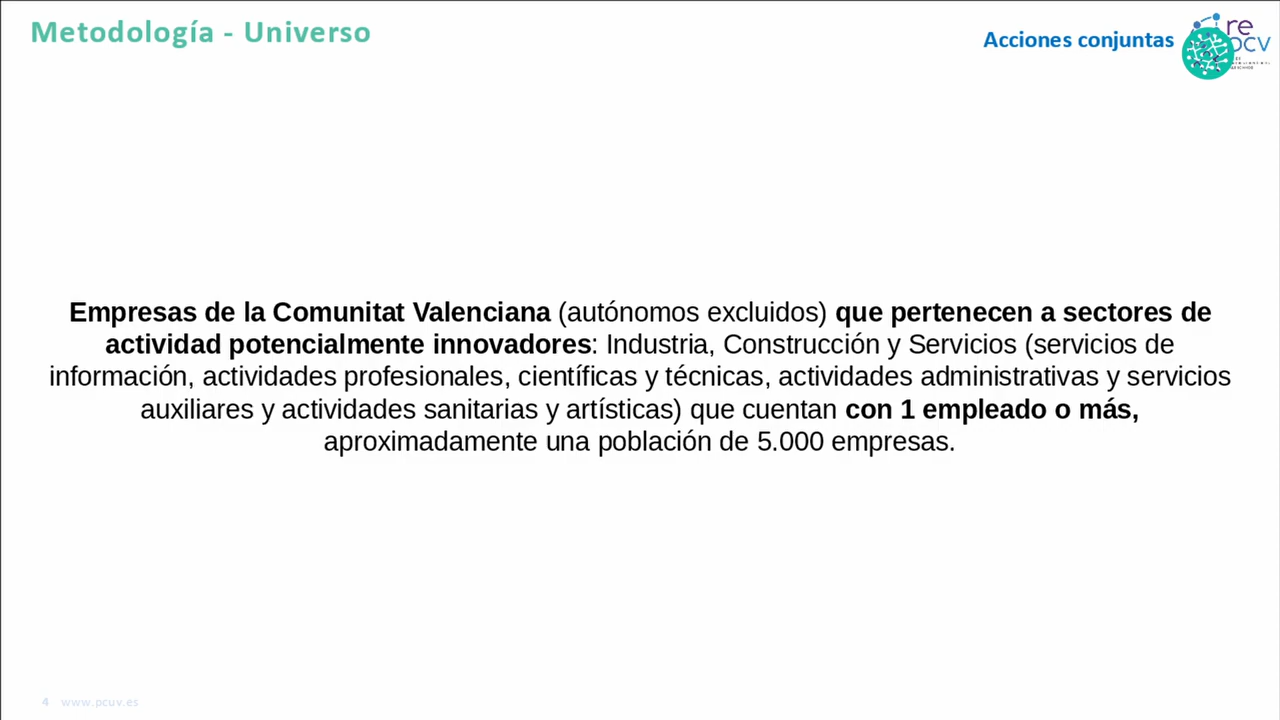 Metodología - Universo
Acciones conjuntas
re
pcv
Empresas de la Comunitat Valenciana (autónomos excluidos) que pertenecen a sectores de
actividad potencialmente innovadores: Industria, Construcción y Servicios (servicios de
información, actividades profesionales, científicas y técnicas, actividades administrativas y servicios
auxiliares y actividades sanitarias y artísticas) que cuentan con 1 empleado o más,
aproximadamente una población de 5.000 empresas.
4 www.pcuv.es